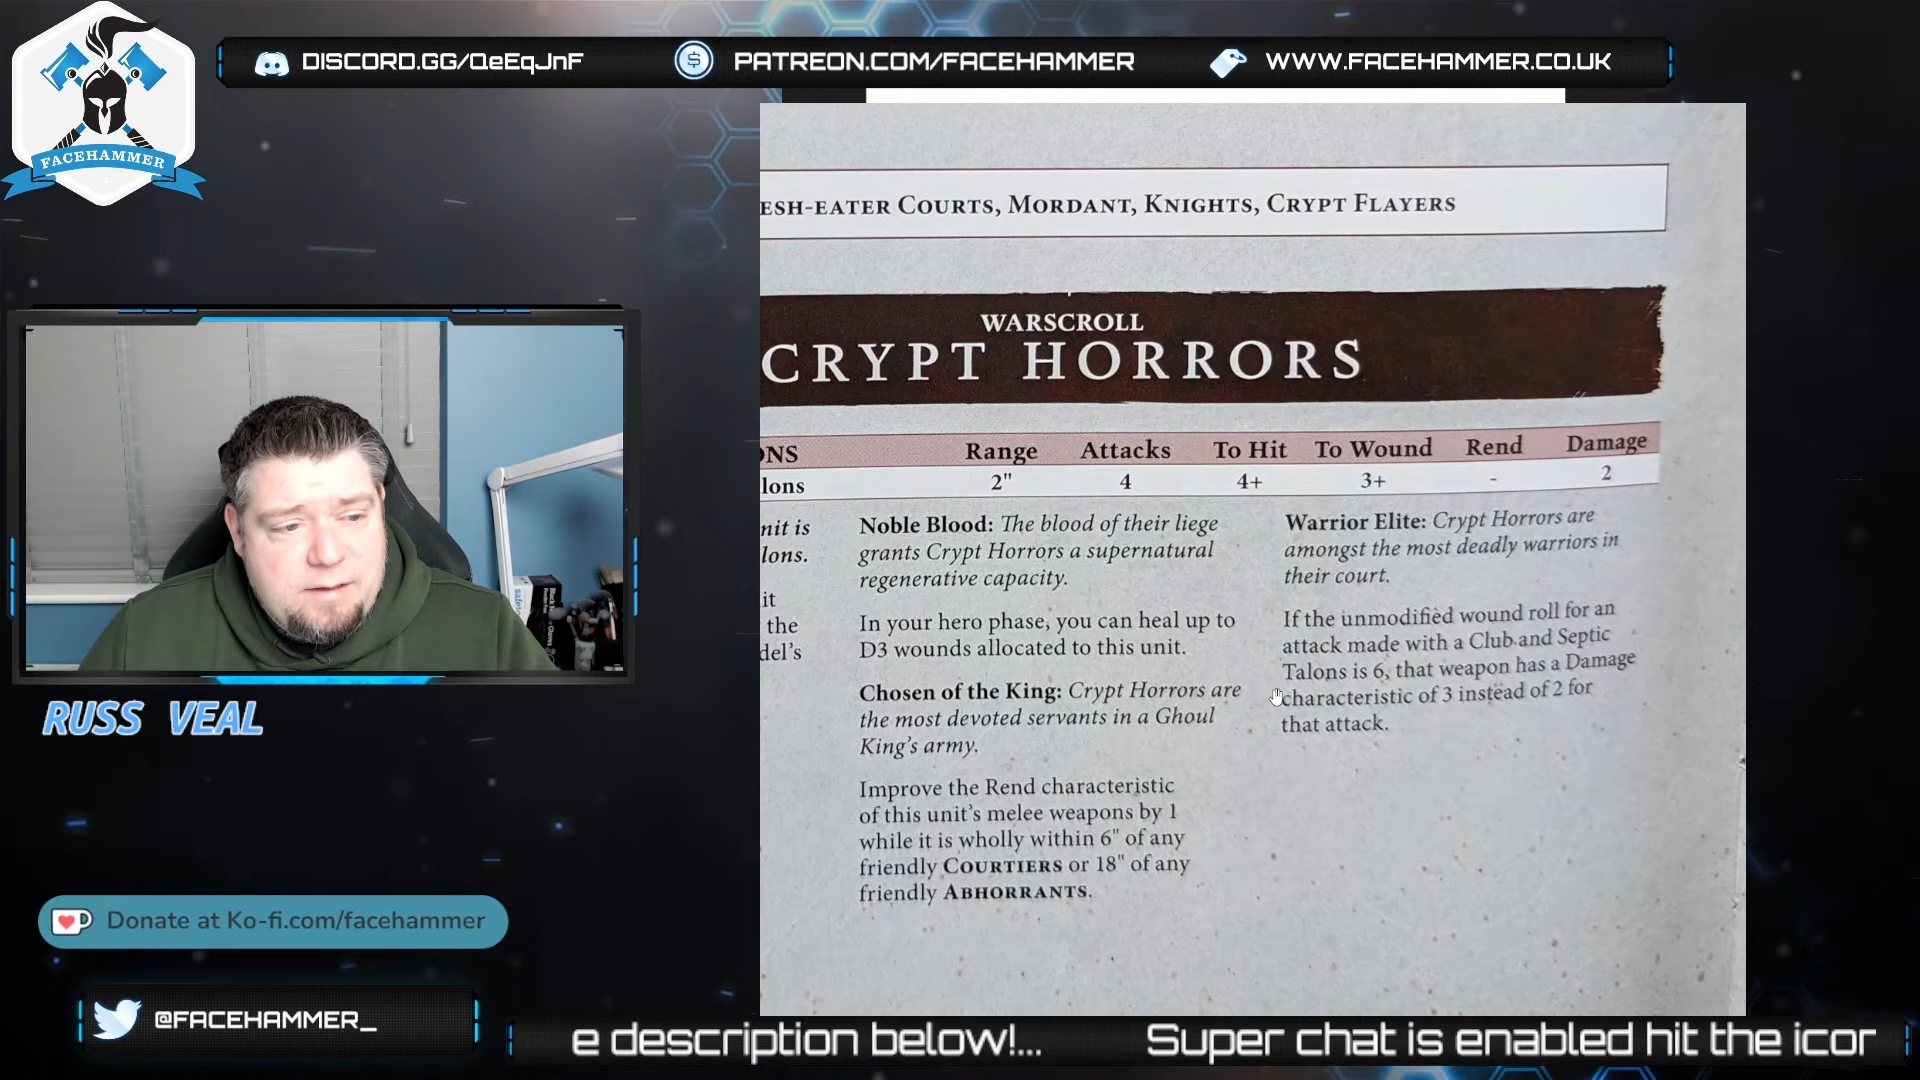 FACEHAMMER
DISCORD.GG/QeEqJnF
PATREON.COM/FACEHAMMER
WWW.FACEHAMMER.CO.UK
ESH-EATER COURTS, MORDANT, KNIGHTS, CRYPT FLAYERS
WARSCROLL
CRYPT HORRORS
ONS Range Attacks To Hit To Wound Rend Damage
lons 2" 4 4+ 3+ - 2
nit is
lons.
it
the
del's
Noble Blood: The blood of their liege
grants Crypt Horrors a supernatural
regenerative capacity.
In your hero phase, you can heal up to
D3 wounds allocated to this unit.
Chosen of the King: Crypt Horrors are
the most devoted servants in a Ghoul
King's army.
Improve the Rend characteristic
of this unit's melee weapons by 1
while it is wholly within 6" of any
friendly COURTIERS or 18" of any
friendly ABHORRANTS.
Warrior Elite: Crypt Horrors are
amongst the most deadly warriors in
their court.
If the unmodified wound roll for an
attack made with a Club and Septic
Talons is 6, that weapon has a Damage
characteristic of 3 instead of 2 for
that attack.
RUSS VEAL
Donate at Ko-fi.com/facehammer
@FACEHAMMER_
e description below!... Super chat is enabled hit the icor